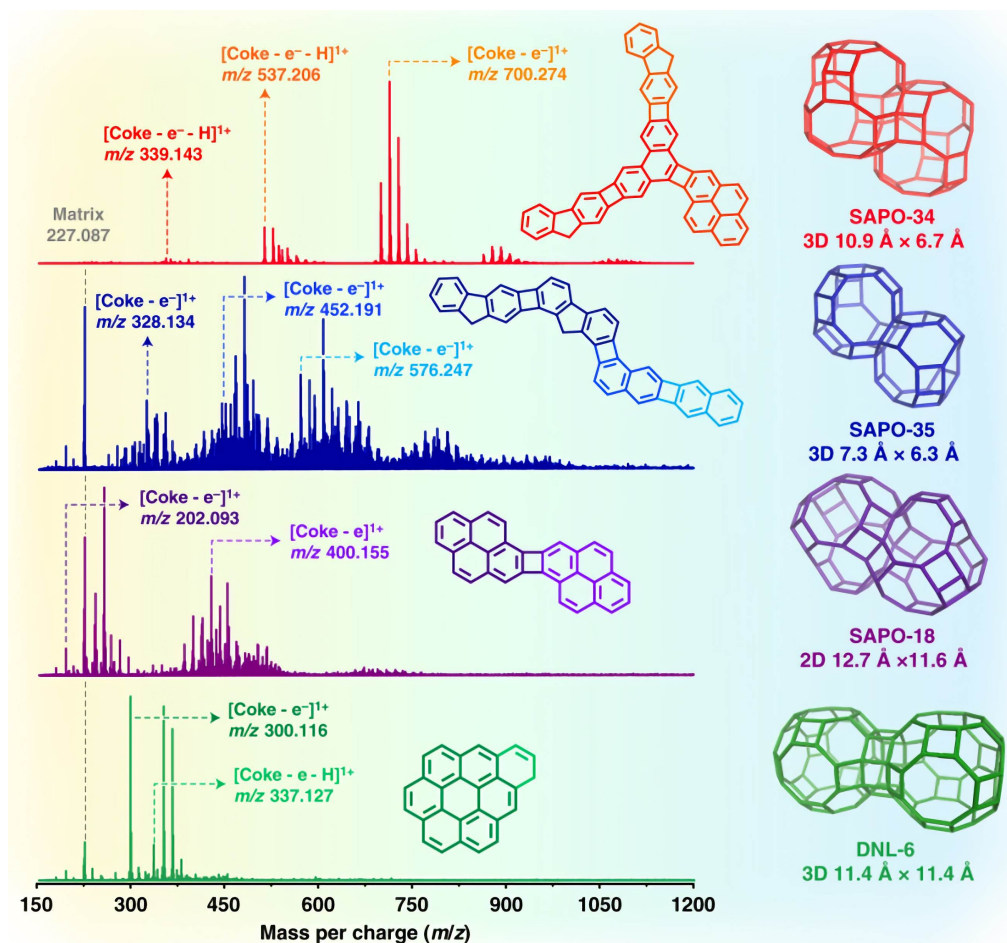 [Coke - e⁻ - H]¹⁺
m/z 537.206
[Coke - e⁻]¹⁺
m/z 700.274
[Coke - e⁻ - H]¹⁺
m/z 339.143
Matrix
227.087
SAPO-34
3D 10.9 Å × 6.7 Å
[Coke - e⁻]¹⁺
m/z 328.134
[Coke - e⁻]¹⁺
m/z 452.191
[Coke - e⁻]¹⁺
m/z 576.247
SAPO-35
3D 7.3 Å × 6.3 Å
[Coke - e⁻]¹⁺
m/z 202.093
[Coke - e]¹⁺
m/z 400.155
SAPO-18
2D 12.7 Å ×11.6 Å
[Coke - e⁻]¹⁺
m/z 300.116
[Coke - e - H]¹⁺
m/z 337.127
DNL-6
3D 11.4 Å × 11.4 Å
150 300 450 600 750 900 1050 1200
Mass per charge (m/z)